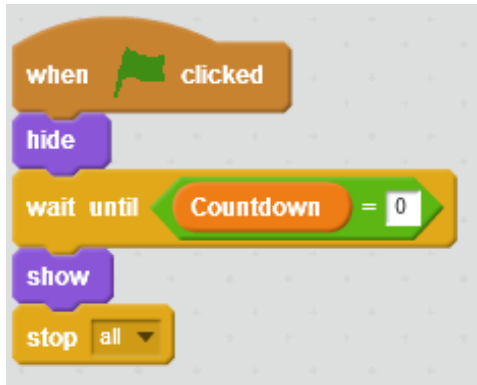 when clicked
hide
wait until Countdown = 0
show
stop all